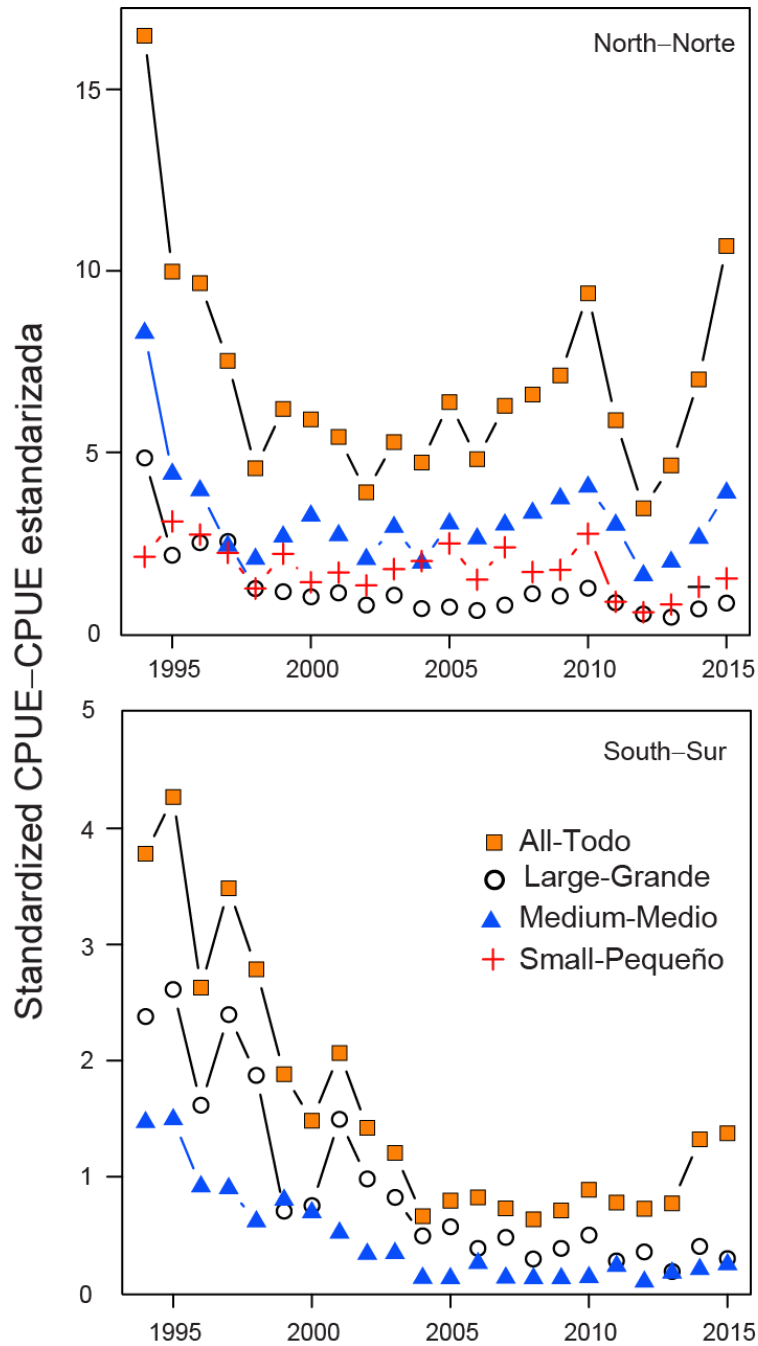 Standardized CPUE–CPUE estandarizada
North–Norte
15
10
5
0
1995 2000 2005 2010 2015
South–Sur
5
4
3
2
1
0
All-Todo
Large-Grande
Medium-Medio
Small-Pequeño
1995 2000 2005 2010 2015